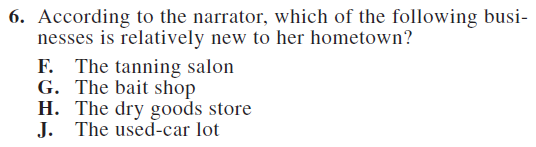 6. According to the narrator, which of the following busi-
nesses is relatively new to her hometown?
F. The tanning salon
G. The bait shop
H. The dry goods store
J. The used-car lot